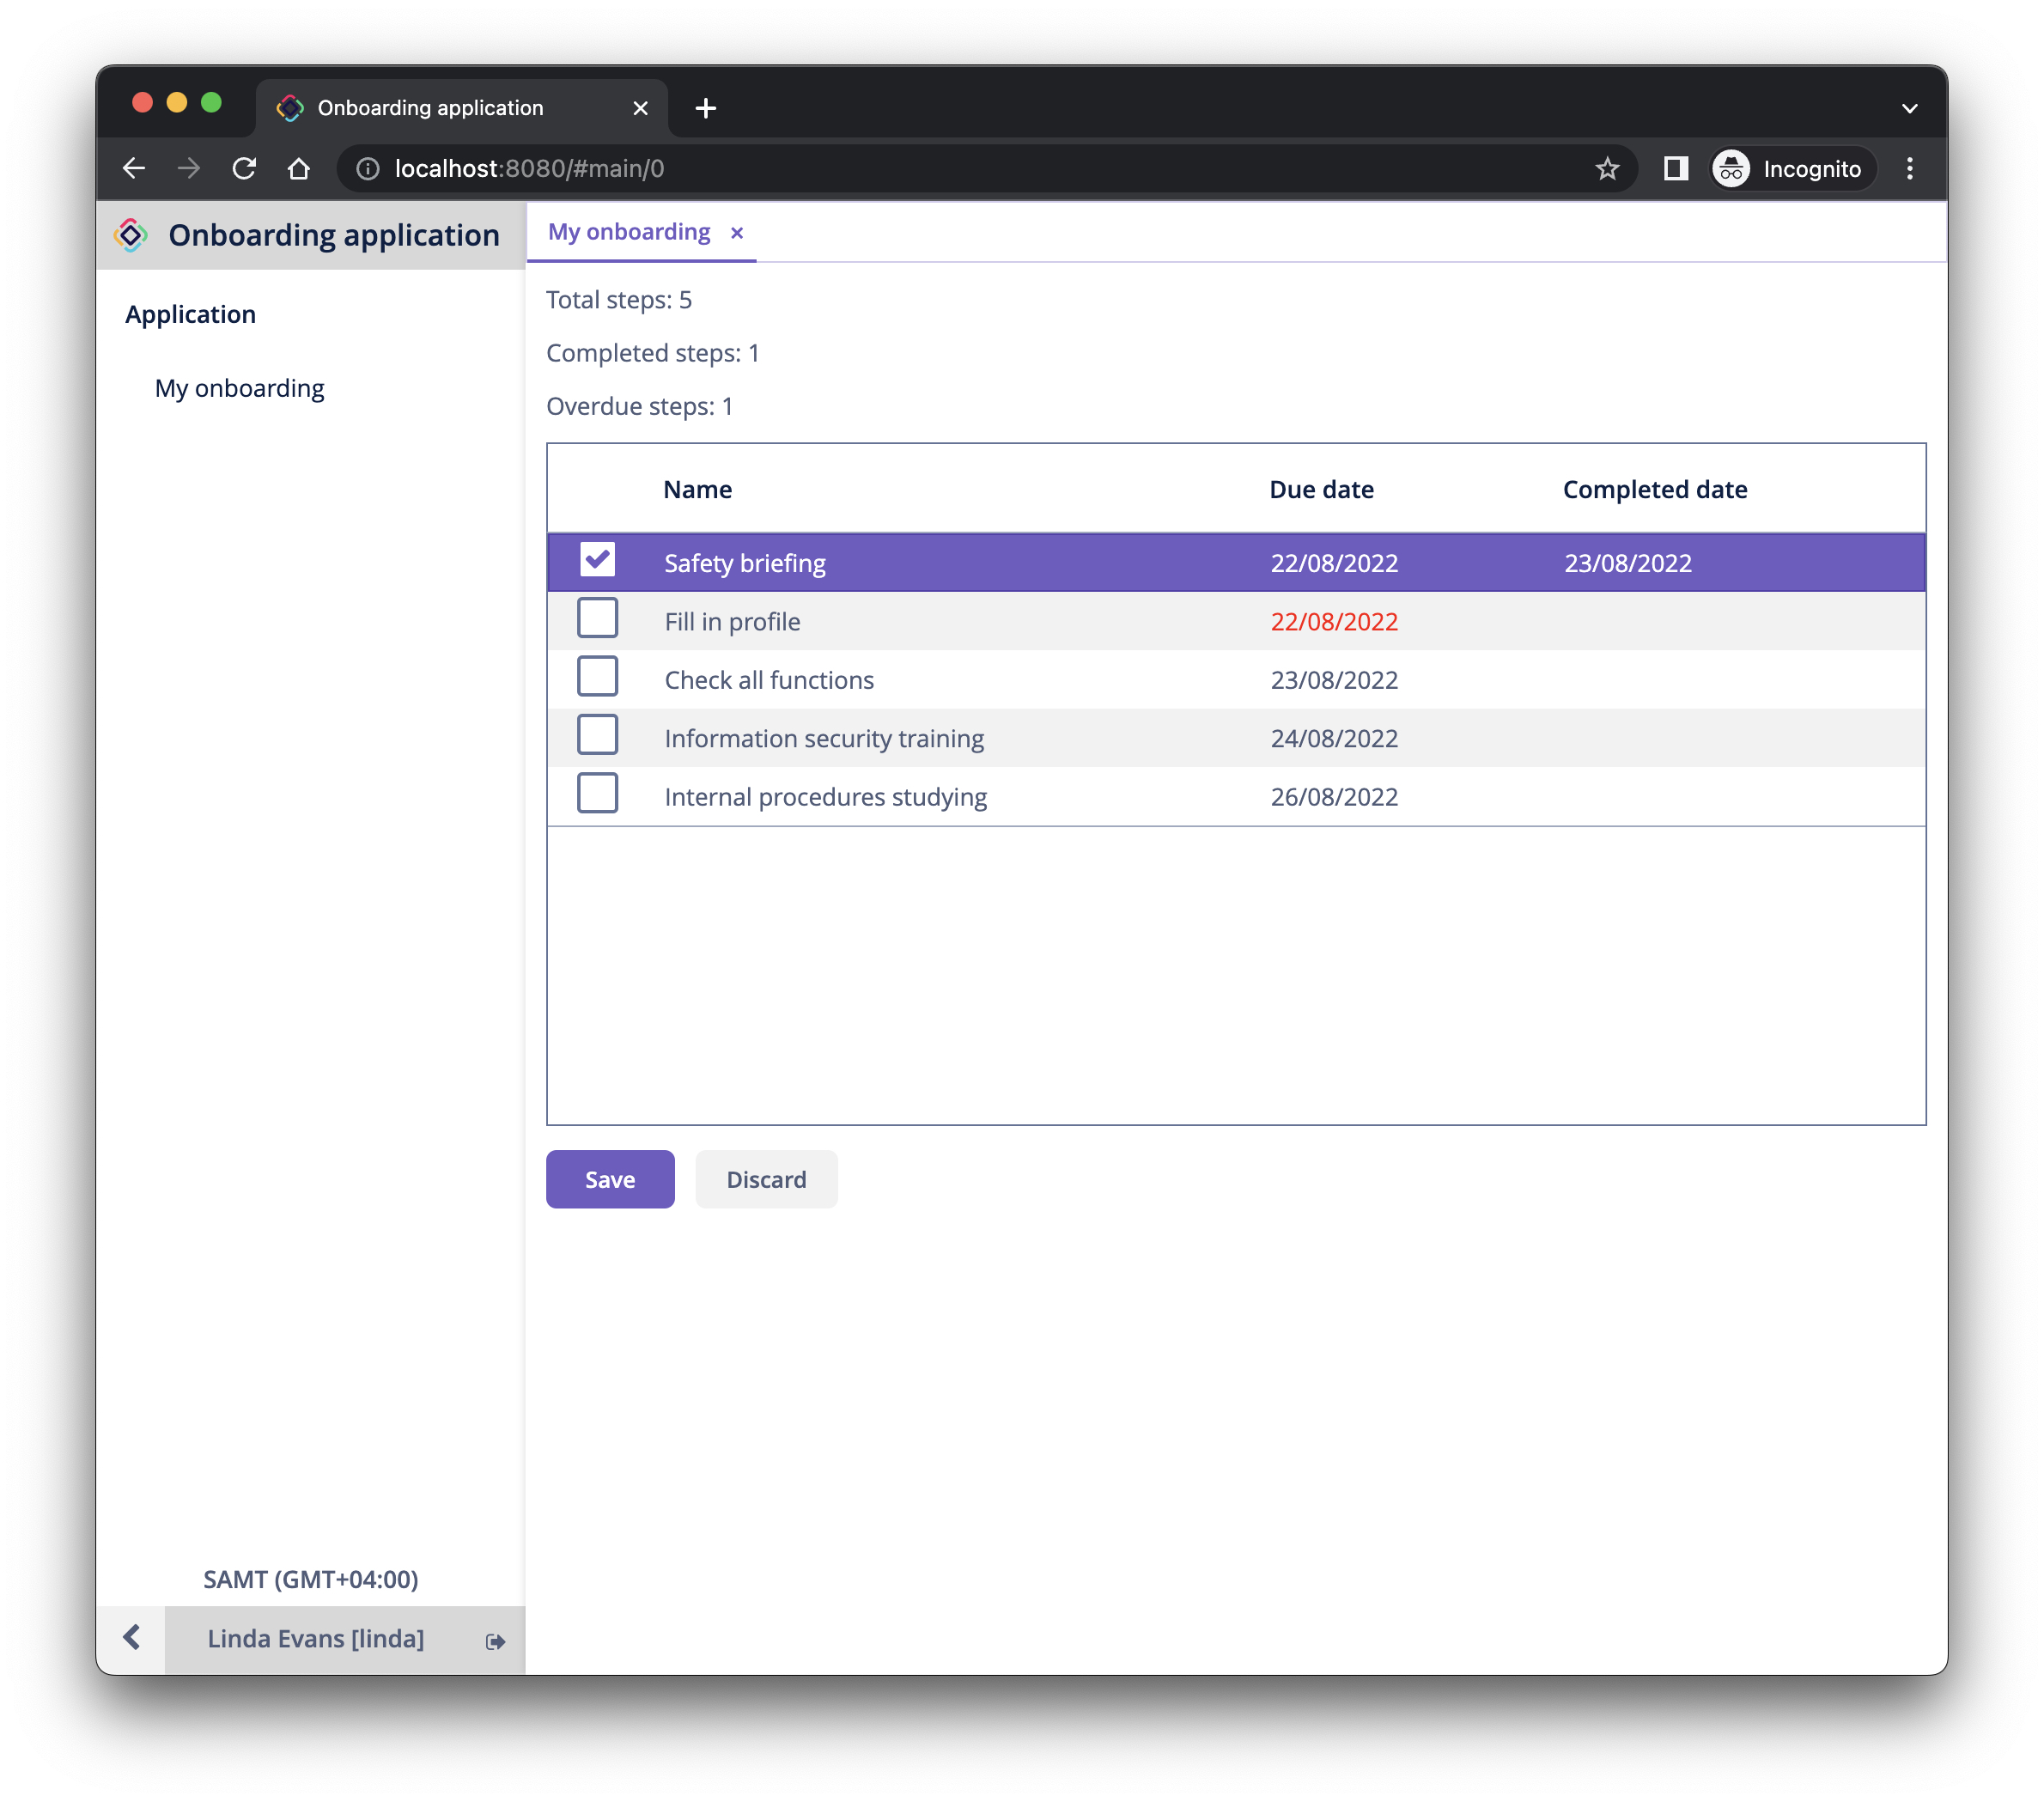 Onboarding application
localhost:8080/#main/0
Incognito
Onboarding application
My onboarding
Application
My onboarding
Total steps: 5
Completed steps: 1
Overdue steps: 1
Name Due date Completed date
Safety briefing 22/08/2022 23/08/2022
Fill in profile 22/08/2022
Check all functions 23/08/2022
Information security training 24/08/2022
Internal procedures studying 26/08/2022
Save Discard
SAMT (GMT+04:00)
Linda Evans [linda]